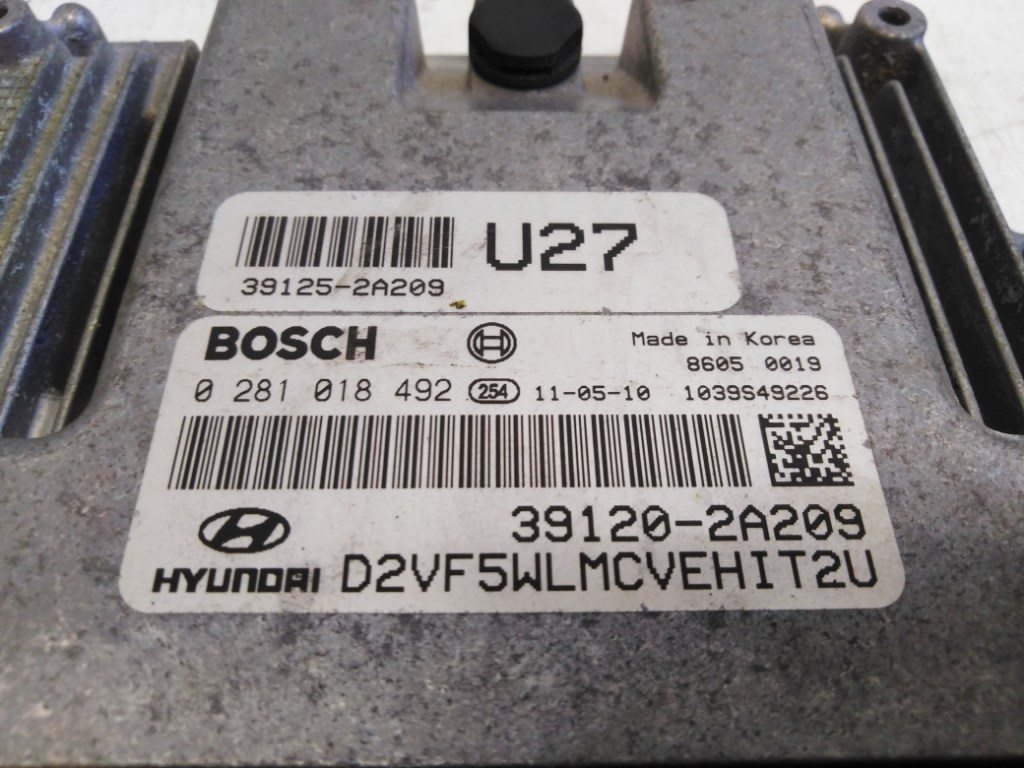 U27
39125-2A209
BOSCH
Made in Korea
8605 0019
0 281 018 492 254 11-05-10 1039S49226
39120-2A209
HYUNDAI D2VF5WLMCVEHIT2U